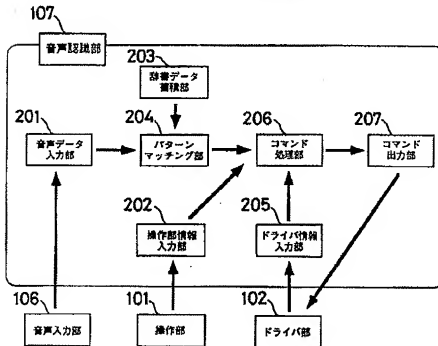 107
音声認識部
203
辞書データ
蓄積部
201
音声データ
入力部
204
パターン
マッチング部
206
コマンド
処理部
207
コマンド
出力部
202
操作部情報
入力部
205
ドライバ情報
入力部
106
音声入力部
101
操作部
102
ドライバ部